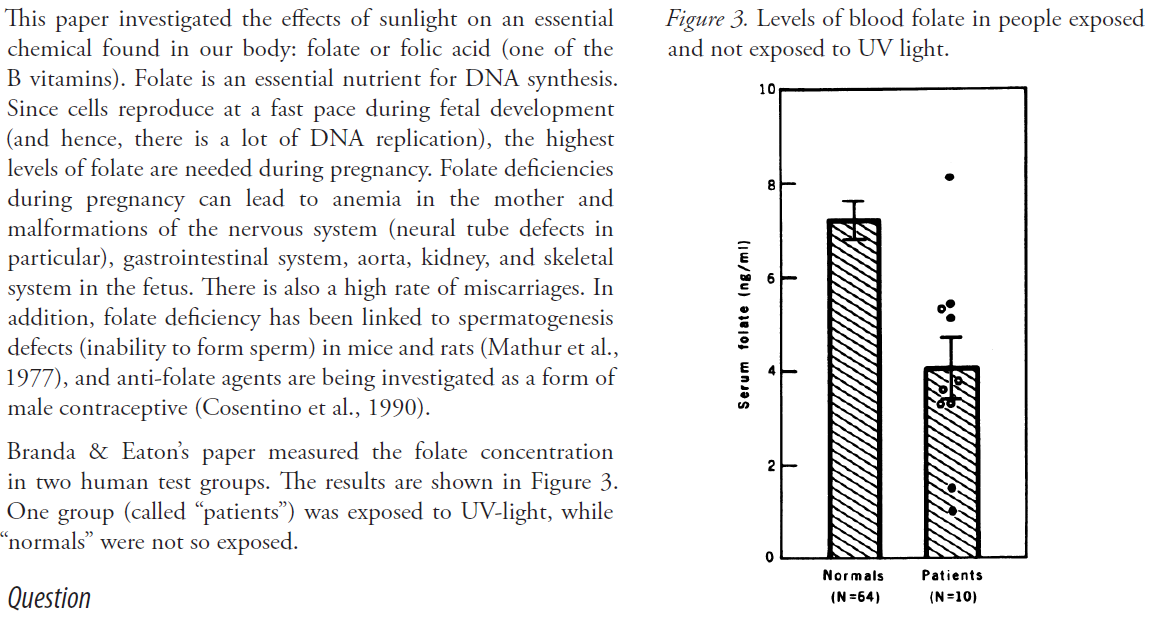 This paper investigated the effects of sunlight on an essential
chemical found in our body: folate or folic acid (one of the
B vitamins). Folate is an essential nutrient for DNA synthesis.
Since cells reproduce at a fast pace during fetal development
(and hence, there is a lot of DNA replication), the highest
levels of folate are needed during pregnancy. Folate deficiencies
during pregnancy can lead to anemia in the mother and
malformations of the nervous system (neural tube defects in
particular), gastrointestinal system, aorta, kidney, and skeletal
system in the fetus. There is also a high rate of miscarriages. In
addition, folate deficiency has been linked to spermatogenesis
defects (inability to form sperm) in mice and rats (Mathur et al.,
1977), and anti-folate agents are being investigated as a form of
male contraceptive (Cosentino et al., 1990).
Branda & Eaton's paper measured the folate concentration
in two human test groups. The results are shown in Figure 3.
One group (called “patients”) was exposed to UV-light, while
“normals” were not so exposed.
Question
Figure 3. Levels of blood folate in people exposed
and not exposed to UV light.
Serum folate (ng/ml)
10
8
6
4
2
0
Normals
(N=64)
Patients
(N=10)